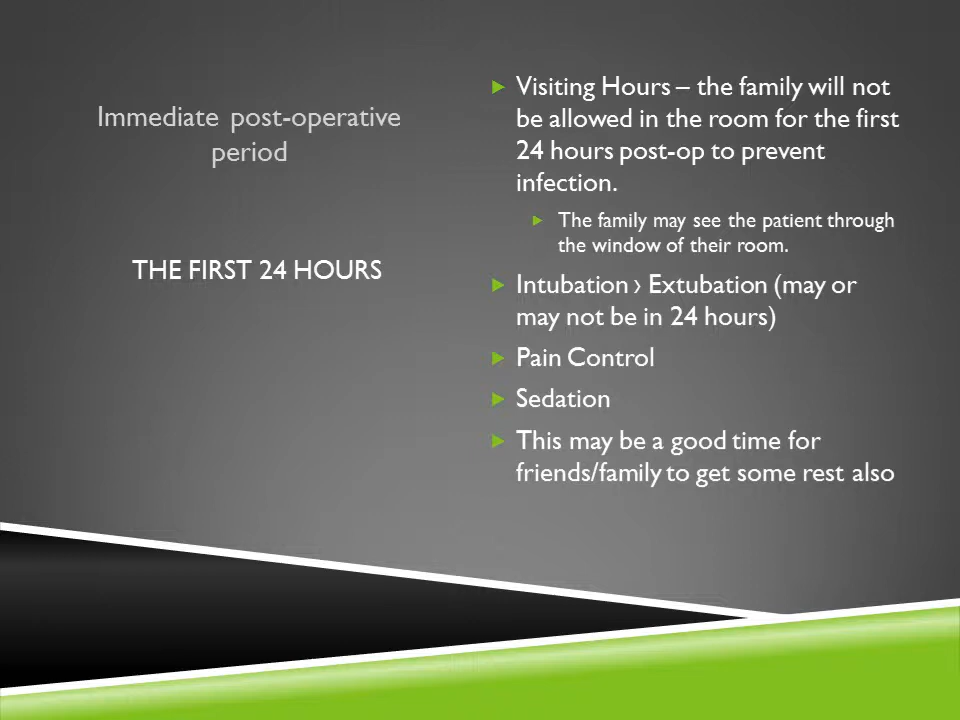 Immediate post-operative
period
THE FIRST 24 HOURS
Visiting Hours – the family will not
be allowed in the room for the first
24 hours post-op to prevent
infection.
The family may see the patient through
the window of their room.
Intubation › Extubation (may or
may not be in 24 hours)
Pain Control
Sedation
This may be a good time for
friends/family to get some rest also